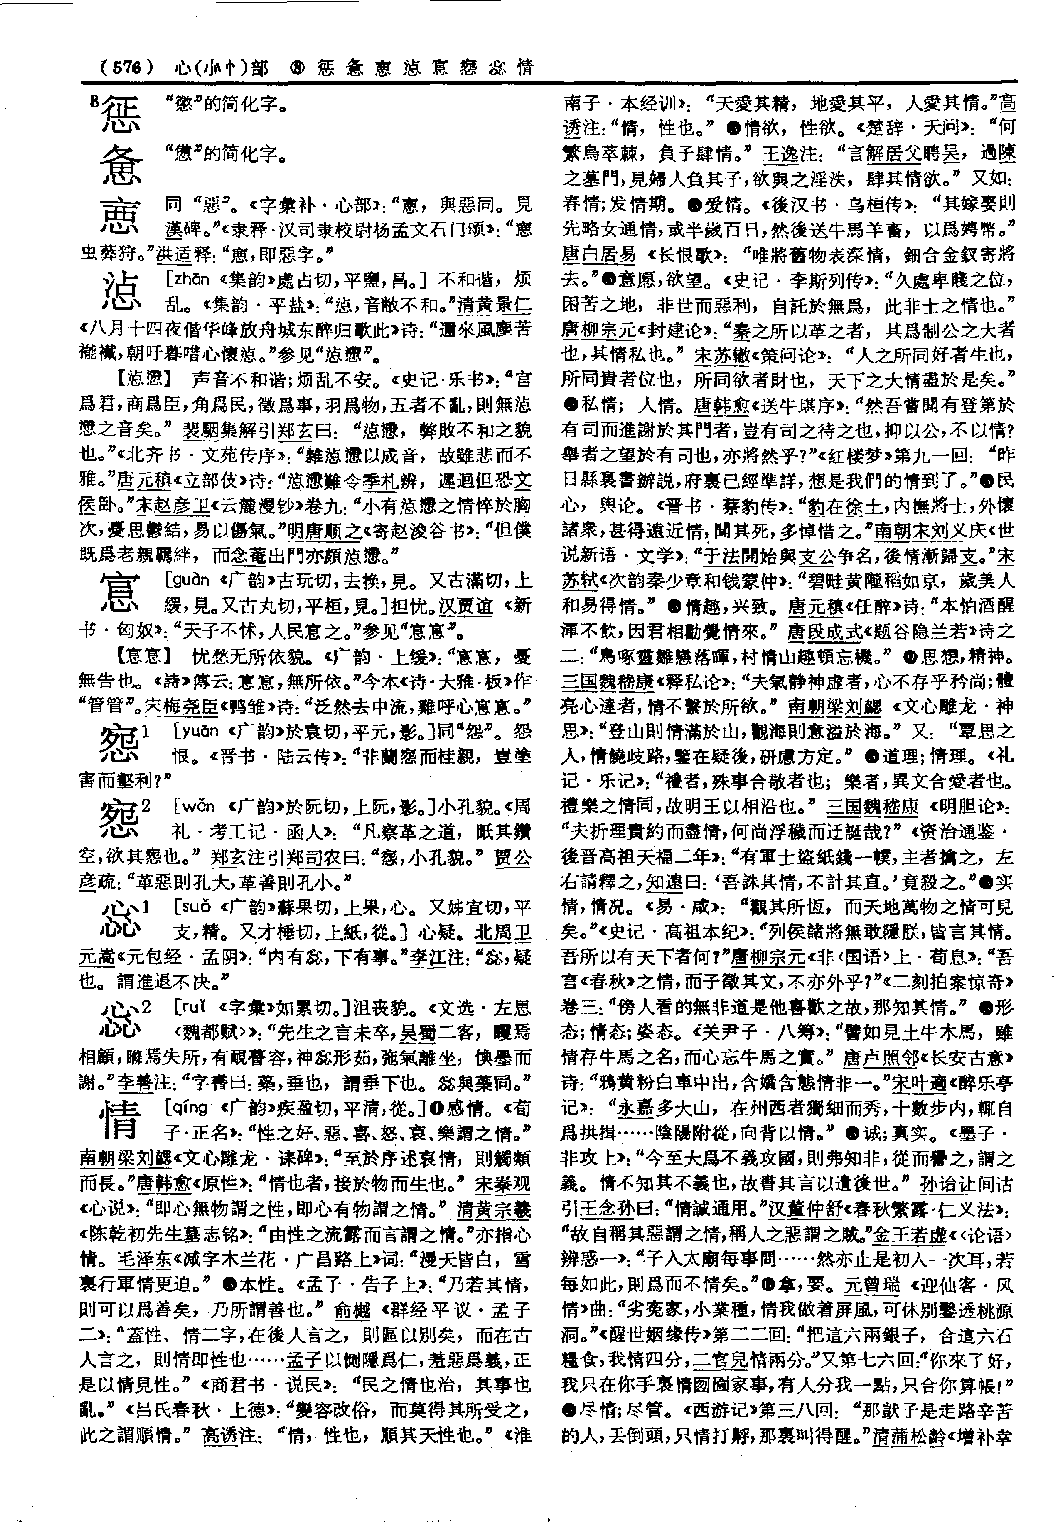 (576) 心(小忄)部 ⑧ 惩 惫 惪 惉 悹 惌 惢 情
8惩 “懲”的简化字。
惫 “憊”的简化字。
同“惡”。《字彙补·心部》:“惪,與惡同。見
漢碑。”《隶释·汉司隶校尉杨孟文石门颂》:“惪
虫蔽狩。”洪适释:“惪,即惡字。”
惉 [zhān 《集韵》處占切,平鹽,昌。] 不和谐,烦
乱。《集韵·平盐》:“惉,音敝不和。”清黄景仁
《八月十四夜偕华峰放舟城东醉归歌此》诗:“邇來風塵苦
襤襶,朝吁暮唶心懷惉。”参见“惉懘”。
【惉懘】 声音不和谐;烦乱不安。《史记·乐书》:“宫
爲君,商爲臣,角爲民,徵爲事,羽爲物,五者不亂,則無惉
懘之音矣。” 裴駰集解引郑玄曰: “惉懘,弊敗不和之貌
也。”《北齐书·文苑传序》:“雜惉懘以成音,故雖悲而不
雅。”唐元稹《立部伎》诗:“惉懘難令季札辨,遲迴但恐文
侯卧。”宋赵彦卫《云麓漫钞》卷九:“小有惉懘之情悴於胸
次,憂思鬱結,易以傷氣。”明唐顺之《寄赵浚谷书》:“但僕
既爲老親羈絆, 而念菴出門亦頗惉懘。”
悹 [guàn 《广韵》古玩切,去换,見。又古滿切,上
緩,見。又古丸切,平桓,見。]担忧。汉贾谊 《新
书·匈奴》:“天子不怵,人民悹之。”参见“悹悹”。
【悹悹】 忧愁无所依貌。《广韵·上缓》:“悹悹,憂
無告也。《詩》傳云:悹悹,無所依。”今本《诗·大雅·板》作
“管管”。宋梅尧臣《鸭雏》诗:“泛然去中流,雞呼心悹悹。”
惌1 [yuān 《广韵》於袁切,平元,影。]同“怨”。怨
恨。《晋书·陆云传》:“非蘭惌而桂親,豈塗
害而壑利?”
惌2 [wǎn 《广韵》於阮切,上阮,影。]小孔貌。《周
礼·考工记·函人》: “凡察革之道,眡其鑽
空,欲其惌也。” 郑玄注引郑司农曰:“惌,小孔貌。” 贾公
彦疏:“革惡則孔大,革善則孔小。”
惢1 [suǒ 《广韵》蘇果切,上果,心。又姊宜切,平
支,精。又才棰切,上紙,從。] 心疑。北周卫
元嵩《元包经·孟阴》:“内有惢,下有事。”李江注:“惢,疑
也。謂進退不决。”
惢2 [ruǐ 《字彙》如累切。]沮丧貌。《文选·左思
〈魏都赋〉》:“先生之言未卒,吴蜀二客,矆焉
相顧,䁲焉失所,有靦瞢容,神惢形茹,弛氣離坐,㥏墨而
謝。”李善注:“字書曰:蘂,垂也,謂垂下也。惢與蘂同。”
情 [qíng 《广韵》疾盈切,平清,從。]❶感情。《荀
子·正名》:“性之好、惡、喜、怒、哀、樂謂之情。”
南朝梁刘勰《文心雕龙·诔碑》:“至於序述哀情,則觸類
而長。”唐韩愈《原性》:“情也者,接於物而生也。” 宋秦观
《心说》:“即心無物謂之性,即心有物謂之情。” 清黄宗羲
《陈乾初先生墓志铭》:“由性之流露而言謂之情。”亦指心
情。毛泽东《减字木兰花·广昌路上》词:“漫天皆白,雪
裏行軍情更迫。” ❷本性。《孟子·告子上》:“乃若其情,
則可以爲善矣,乃所謂善也。” 俞樾 《群经平议·孟子
二》:“蓋性、情二字,在後人言之,則區以别矣,而在古
人言之,則情即性也……孟子以惻隱爲仁,羞惡爲義,正
是以情見性。” 《商君书·说民》: “民之情也治,其事也
亂。” 《吕氏春秋·上德》:“變容改俗,而莫得其所受之,
此之謂順情。” 高诱注: “情,性也,順其天性也。” 《淮
南子·本经训》: “天愛其精,地愛其平,人愛其情。”高
诱注:“情,性也。” ❸情欲,性欲。《楚辞·天问》: “何
繁鳥萃棘,負子肆情。” 王逸注: “言解居父聘吴,過陳
之墓門,見婦人負其子,欲與之淫泆,肆其情欲。” 又如:
春情;发情期。❹爱情。《後汉书·乌桓传》: “其嫁娶則
先略女通情,或半歲百日,然後送牛馬羊畜,以爲娉幣。”
唐白居易 《长恨歌》: “唯將舊物表深情,鈿合金釵寄將
去。”❺意愿,欲望。《史记·李斯列传》:“久處卑賤之位,
困苦之地,非世而惡利,自託於無爲,此非士之情也。”
唐柳宗元《封建论》:“秦之所以革之者,其爲制公之大者
也,其情私也。” 宋苏辙《策问论》: “人之所同好者生也,
所同貴者位也,所同欲者財也,天下之大情盡於是矣。”
❻私情;人情。唐韩愈《送牛堪序》:“然吾嘗聞有登第於
有司而進謝於其門者,豈有司之待之也,抑以公,不以情?
舉者之望於有司也,亦將然乎?”《红楼梦》第九一回: “昨
日縣裏書辦説,府裏已經準詳,想是我們的情到了。”❼民
心,舆论。《晋书·蔡豹传》:“豹在徐土,内撫將士,外懷
諸衆,甚得遠近情,聞其死,多悼惜之。”南朝宋刘义庆《世
说新语·文学》:“于法開始與支公争名,後情漸歸支。”宋
苏轼《次韵秦少章和钱蒙仲》:“碧畦黄隴稻如京,歲美人
和易得情。” ❽情趣,兴致。唐元稹《任醉》诗:“本怕酒醒
渾不飲,因君相勸覺情來。” 唐段成式《题谷隐兰若》诗之
二:“鳥啄靈雛戀落暉,村情山趣頓忘機。” ❾思想,精神。
三国魏嵇康《释私论》:“夫氣静神虚者,心不存乎矜尚;體
亮心達者,情不繫於所欲。” 南朝梁刘勰 《文心雕龙·神
思》:“登山則情滿於山,觀海則意溢於海。” 又: “覃思之
人,情饒歧路,鑒在疑後,研慮方定。” ❿道理;情理。《礼
记·乐记》:“禮者,殊事合敬者也;樂者,異文合愛者也。
禮樂之情同,故明王以相沿也。” 三国魏嵇康 《明胆论》:
“夫折理貴約而盡情,何尚浮穢而迂誕哉?” 《资治通鉴·
後晋高祖天福二年》:“有軍士盜紙錢一幞,主者擒之,左
右請釋之,知遠曰:‘吾誅其情,不計其直。’竟殺之。”⓫实
情,情况。《易·咸》: “觀其所恆,而天地萬物之情可見
矣。”《史记·高祖本纪》:“列侯諸將無敢隱朕,皆言其情。
吾所以有天下者何?”唐柳宗元《非〈国语〉上·荀息》:“吾
言《春秋》之情,而子徵其文,不亦外乎?”《二刻拍案惊奇》
卷三:“傍人看的無非道是他喜歡之故,那知其情。” ⓬形
态;情态;姿态。《关尹子·八筹》:“譬如見土牛木馬,雖
情存牛馬之名,而心忘牛馬之實。” 唐卢照邻《长安古意》
诗:“鴉黄粉白車中出,含嬌含態情非一。”宋叶適《醉乐亭
记》: “永嘉多大山,在州西者獨細而秀,十數步内,輒自
爲拱揖……陰陽附從,向背以情。” ⓭诚;真实。《墨子·
非攻上》:“今至大爲不義攻國,則弗知非,從而譽之,謂之
義。情不知其不義也,故書其言以遺後世。” 孙诒让间诂
引王念孙曰:“情誠通用。”汉董仲舒《春秋繁露·仁义法》:
“故自稱其惡謂之情,稱人之惡謂之賊。”金王若虚《〈论语〉
辨惑一》:“子入太廟每事問……然亦止是初入一次耳,若
每如此,則爲而不情矣。”⓮拿,要。元曾瑞 《迎仙客·风
情》曲:“劣冤家,小業種,情我做着屏風,可休别鑿透桃源
洞。”《醒世姻缘传》第二二回:“把這六兩銀子,合這六石
糧食,我情四分,二官兒情兩分。”又第七六回:“你來了好,
我只在你手裏情囫圇家事,有人分我一點,只合你算帳!”
⓯尽情;尽管。《西游记》第三八回: “那獃子是走路辛苦
的人,丢倒頭,只情打鼾,那裏叫得醒。”清蒲松龄《增补幸